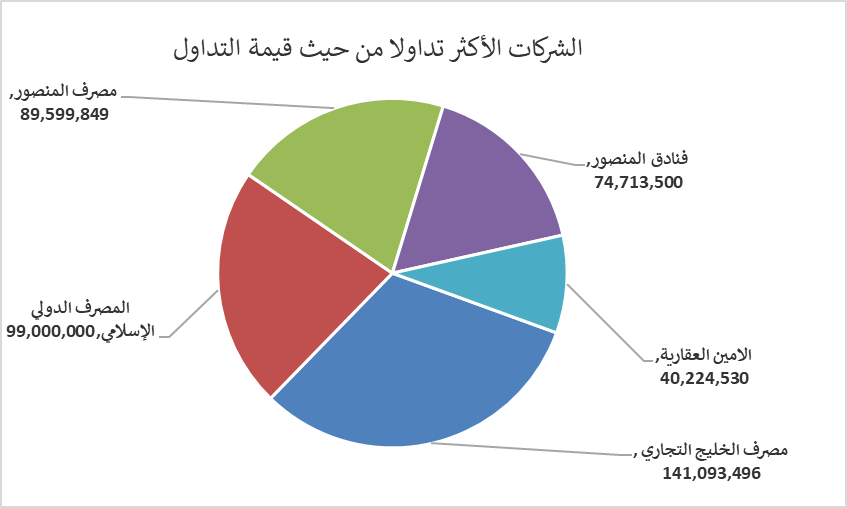 الشركات الأكثر تداولا من حيث قيمة التداول
مصرف المنصور,
89,599,849
فنادق المنصور,
74,713,500
المصرف الدولي
الإسلامي, 99,000,000
الامين العقارية,
40,224,530
مصرف الخليج التجاري ,
141,093,496